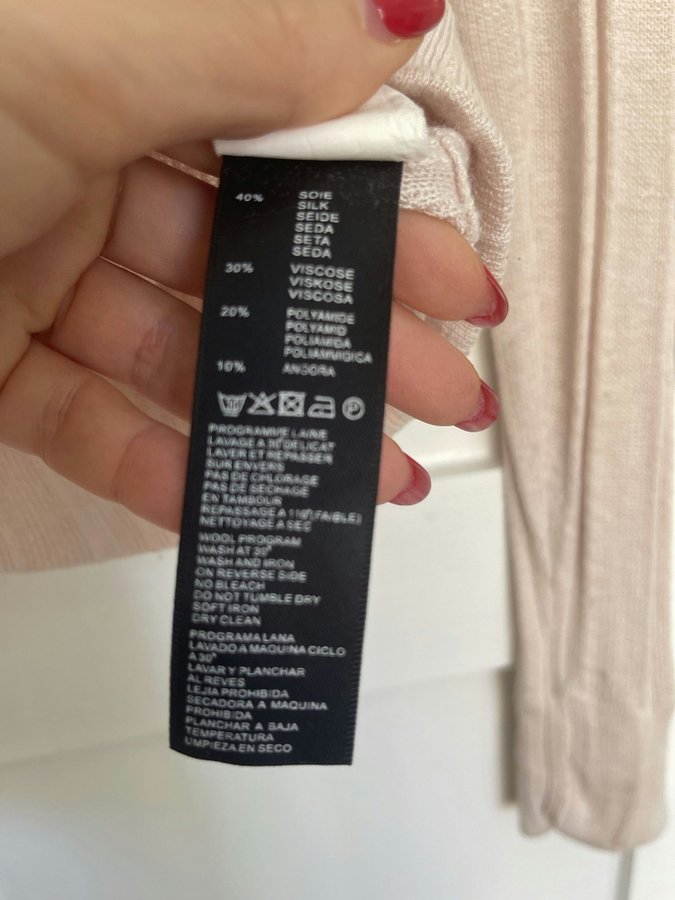 40% SOIE
SILK
SEIDE
SEDA
SETA
SEDA
30% VISCOSE
VISKOSE
VISCOSA
20% POLYAMIDE
POLYAMID
POLIAMIDA
POLIAMMIDICA
10% ANGORA
30
P
PROGRAMME LAINE
LAVAGE A 30° DELICAT
LAVER ET REPASSER
SUR ENVERS
PAS DE CHLORAGE
PAS DE SECHAGE
EN TAMBOUR
REPASSAGE A 110°(FAIBLE)
NETTOYAGE A SEC
WOOL PROGRAM
WASH AT 30°
WASH AND IRON
ON REVERSE SIDE
NO BLEACH
DO NOT TUMBLE DRY
SOFT IRON
DRY CLEAN
PROGRAMA LANA
LAVADO A MAQUINA CICLO
A 30°
LAVAR Y PLANCHAR
AL REVES
LEJIA PROHIBIDA
SECADORA A MAQUINA
PROHIBIDA
PLANCHAR A BAJA
TEMPERATURA
LIMPIEZA EN SECO